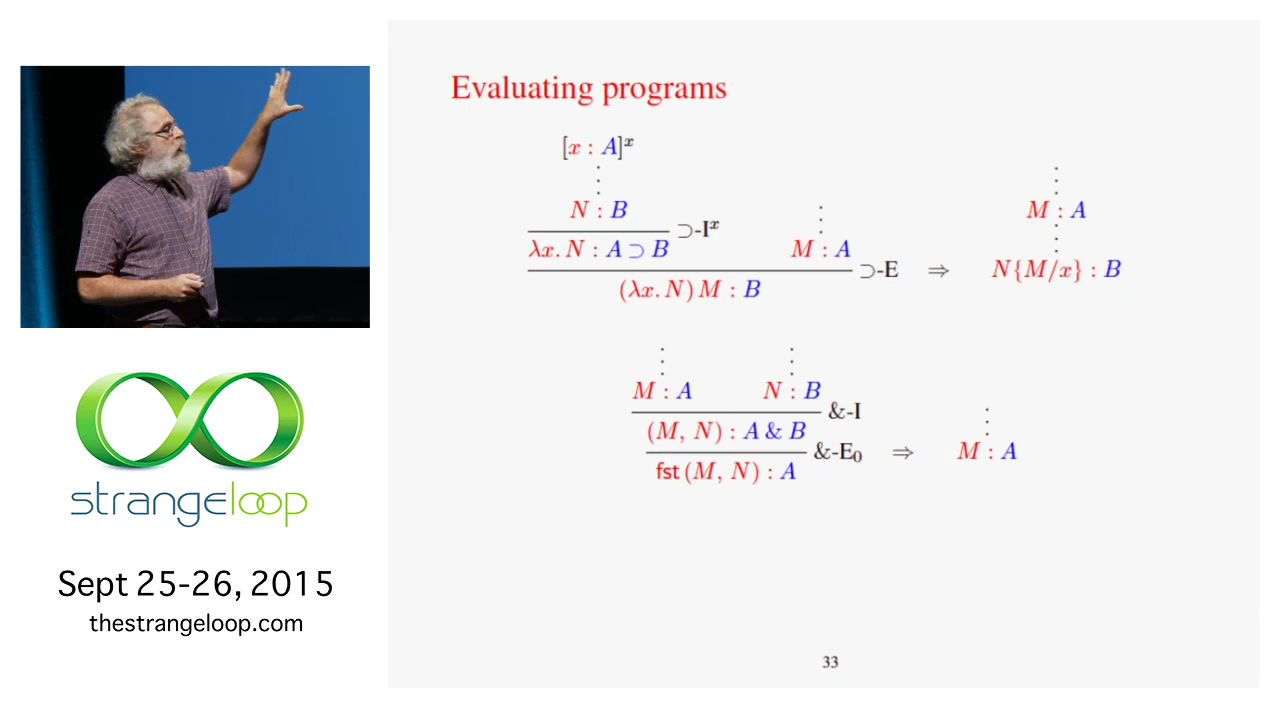 Evaluating programs
[x : A]ˣ
⋮
N : B
⊃-Iˣ
λx. N : A ⊃ B
⋮
M : A
⊃-E
(λx. N) M : B
⇒
⋮
M : A
⋮
N{M/x} : B
⋮
M : A
⋮
N : B
&-I
(M, N) : A & B
&-E₀
fst (M, N) : A
⇒
⋮
M : A
33
strangeloop
Sept 25-26, 2015
thestrangeloop.com